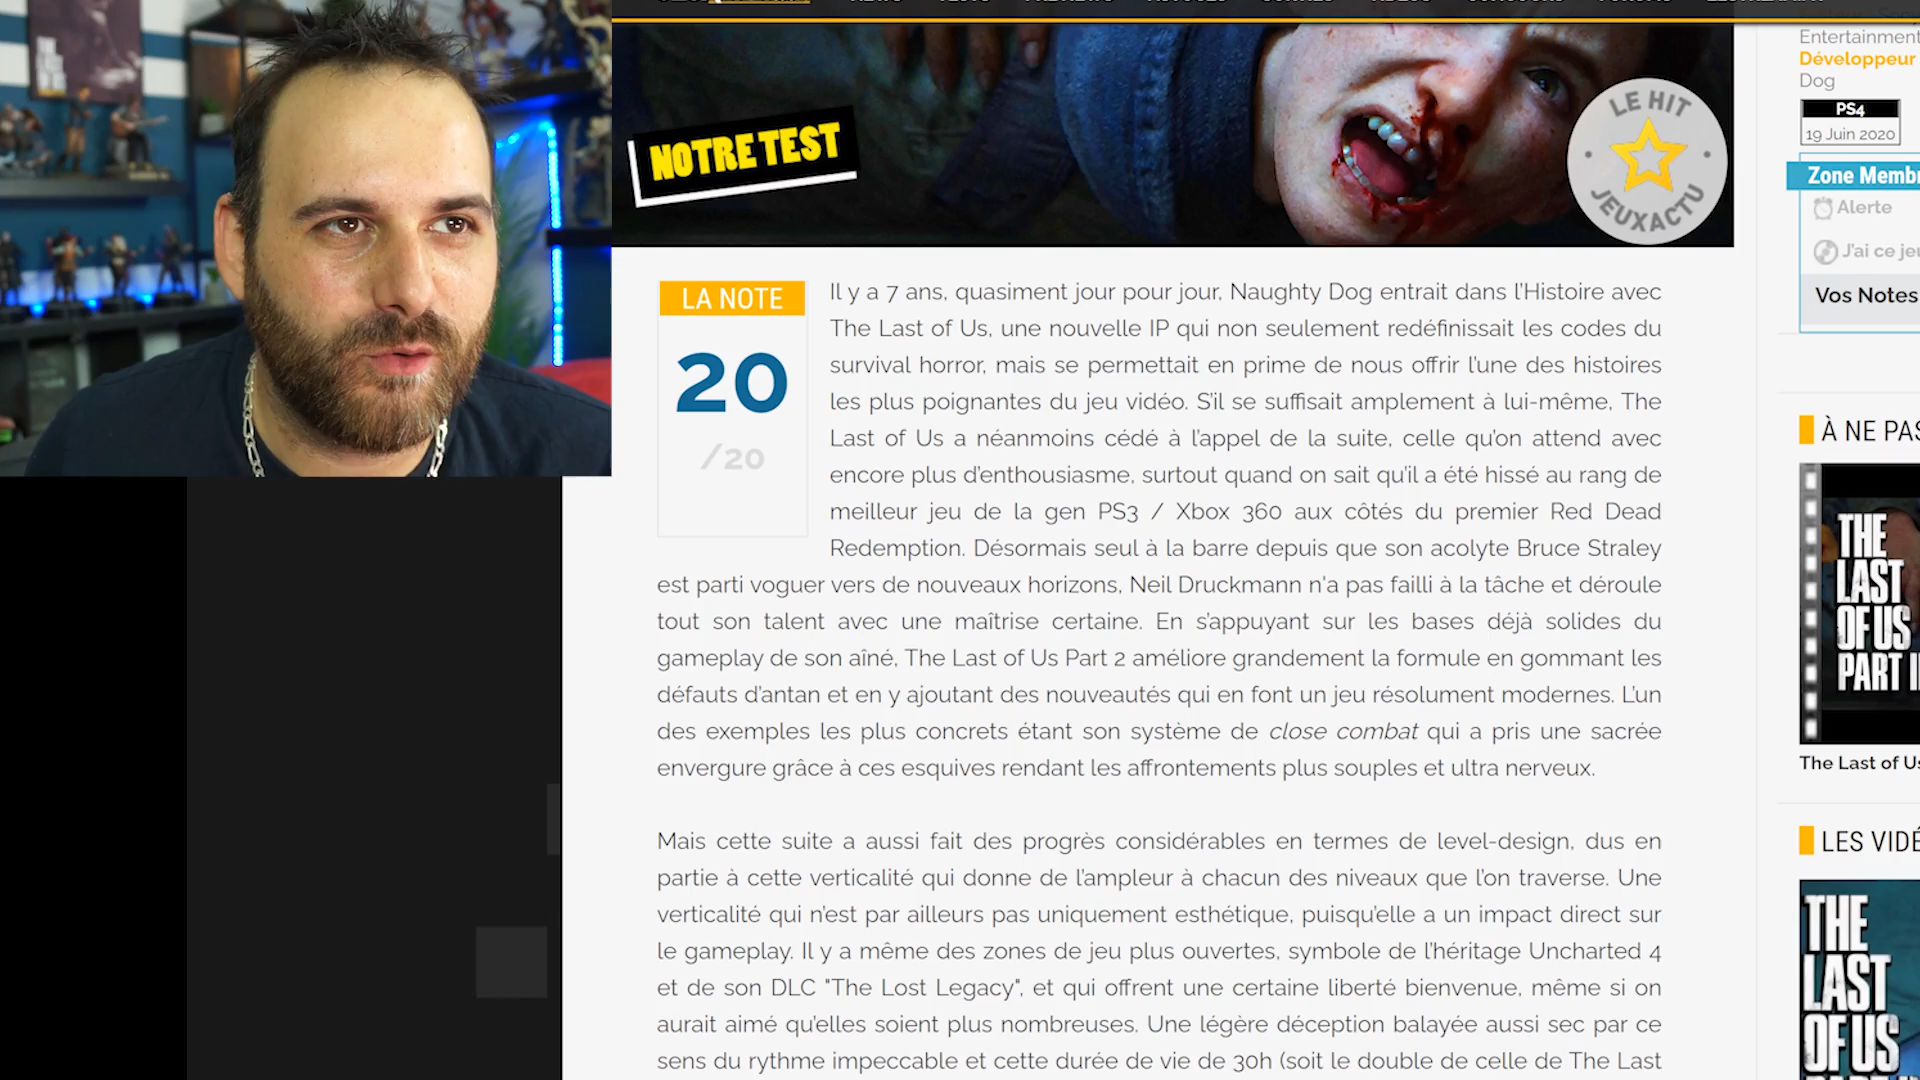 Entertainment
Développeur
Dog
PS4
19 Juin 2020
Zone Membr
Alerte
J'ai ce jeu
Vos Notes
NOTRE TEST
LE HIT
JEUXACTU
LA NOTE
20
/20
Il y a 7 ans, quasiment jour pour jour, Naughty Dog entrait dans l'Histoire avec
The Last of Us, une nouvelle IP qui non seulement redéfinissait les codes du
survival horror, mais se permettait en prime de nous offrir l'une des histoires
les plus poignantes du jeu vidéo. S'il se suffisait amplement à lui-même, The
Last of Us a néanmoins cédé à l'appel de la suite, celle qu'on attend avec
encore plus d'enthousiasme, surtout quand on sait qu'il a été hissé au rang de
meilleur jeu de la gen PS3 / Xbox 360 aux côtés du premier Red Dead
Redemption. Désormais seul à la barre depuis que son acolyte Bruce Straley
est parti voguer vers de nouveaux horizons, Neil Druckmann n'a pas failli à la tâche et déroule
tout son talent avec une maîtrise certaine. En s'appuyant sur les bases déjà solides du
gameplay de son aîné, The Last of Us Part 2 améliore grandement la formule en gommant les
défauts d'antan et en y ajoutant des nouveautés qui en font un jeu résolument modernes. L'un
des exemples les plus concrets étant son système de close combat qui a pris une sacrée
envergure grâce à ces esquives rendant les affrontements plus souples et ultra nerveux.
Mais cette suite a aussi fait des progrès considérables en termes de level-design, dus en
partie à cette verticalité qui donne de l'ampleur à chacun des niveaux que l'on traverse. Une
verticalité qui n'est par ailleurs pas uniquement esthétique, puisqu'elle a un impact direct sur
le gameplay. Il y a même des zones de jeu plus ouvertes, symbole de l'héritage Uncharted 4
et de son DLC "The Lost Legacy", et qui offrent une certaine liberté bienvenue, même si on
aurait aimé qu'elles soient plus nombreuses. Une légère déception balayée aussi sec par ce
sens du rythme impeccable et cette durée de vie de 30h (soit le double de celle de The Last
À NE PAS
THE
LAST
OF US
PART II
The Last of Us
LES VIDÉ
THE
LAST
OF US